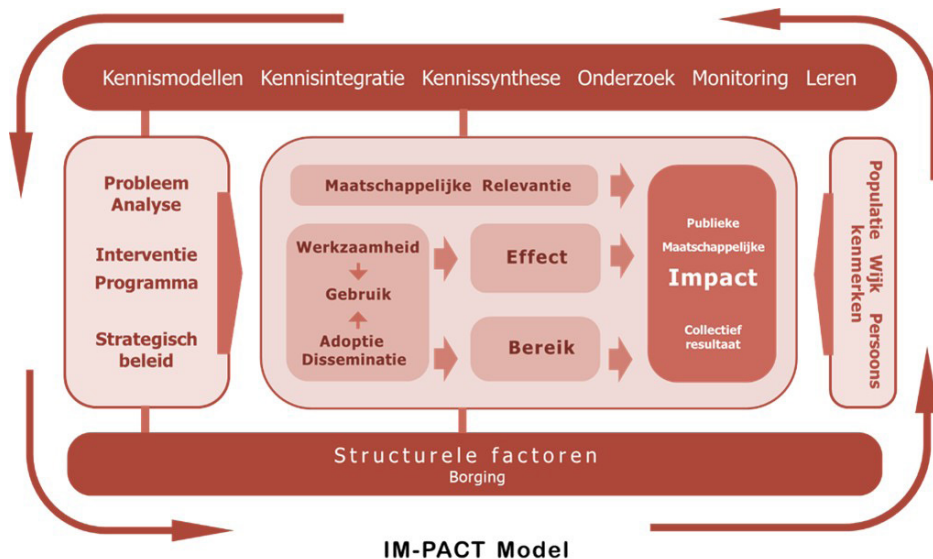 Kennismodellen Kennisintegratie Kennissynthese Onderzoek Monitoring Leren
Probleem
Analyse
Interventie
Programma
Strategisch
beleid
Maatschappelijke Relevantie
Werkzaamheid
Gebruik
Adoptie
Disseminatie
Effect
Bereik
Publieke
Maatschappelijke
Impact
Collectief
resultaat
Populatie Wijk Persoons
kenmerken
Structurele factoren
Borging
IM-PACT Model